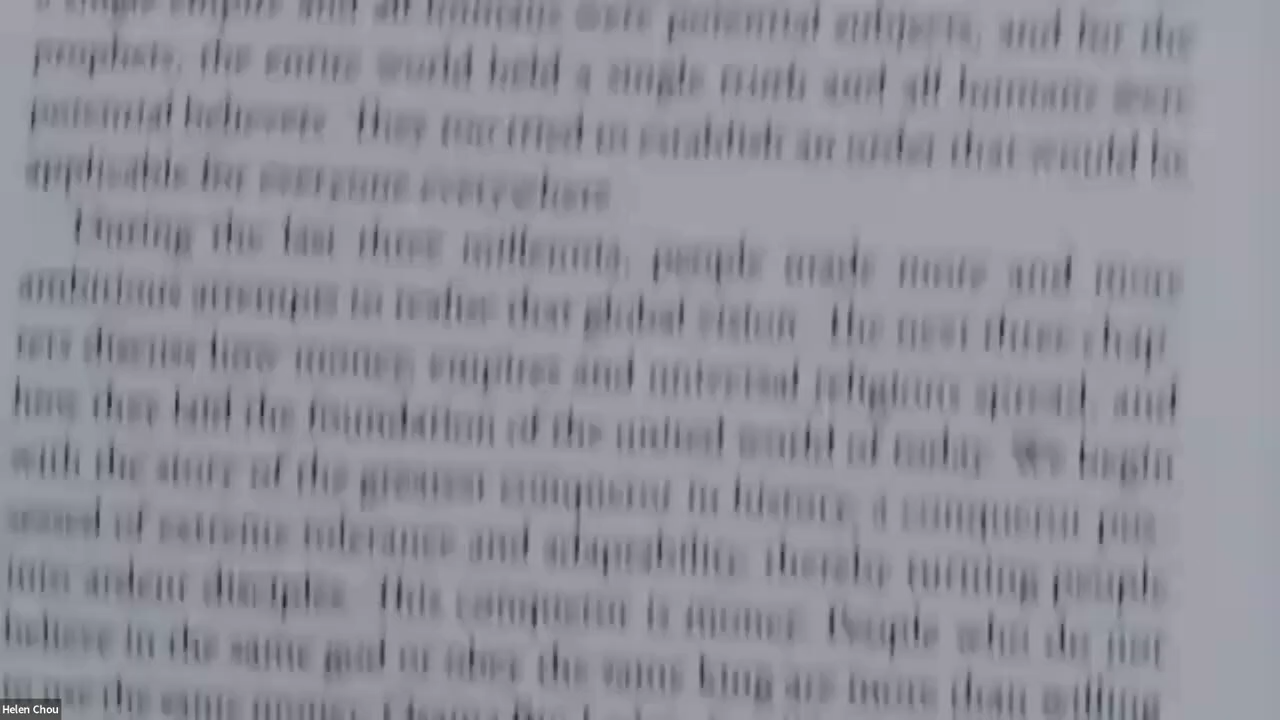 a single empire and all humans were potential subjects, and for the
prophets, the entire world held a single truth and all humans were
potential believers. They too tried to establish an order that would be
applicable for everyone everywhere.
During the last three millennia, people made more and more
ambitious attempts to realise that global vision. The next three chap-
ters discuss how money, empires and universal religions spread, and
how they laid the foundation of the united world of today. We begin
with the story of the greatest conqueror in history, a conqueror pos-
sessed of extreme tolerance and adaptability, thereby turning people
into ardent disciples. This conqueror is money. People who do not
believe in the same god or obey the same king are more than willing
to use the same money.
Helen Chou